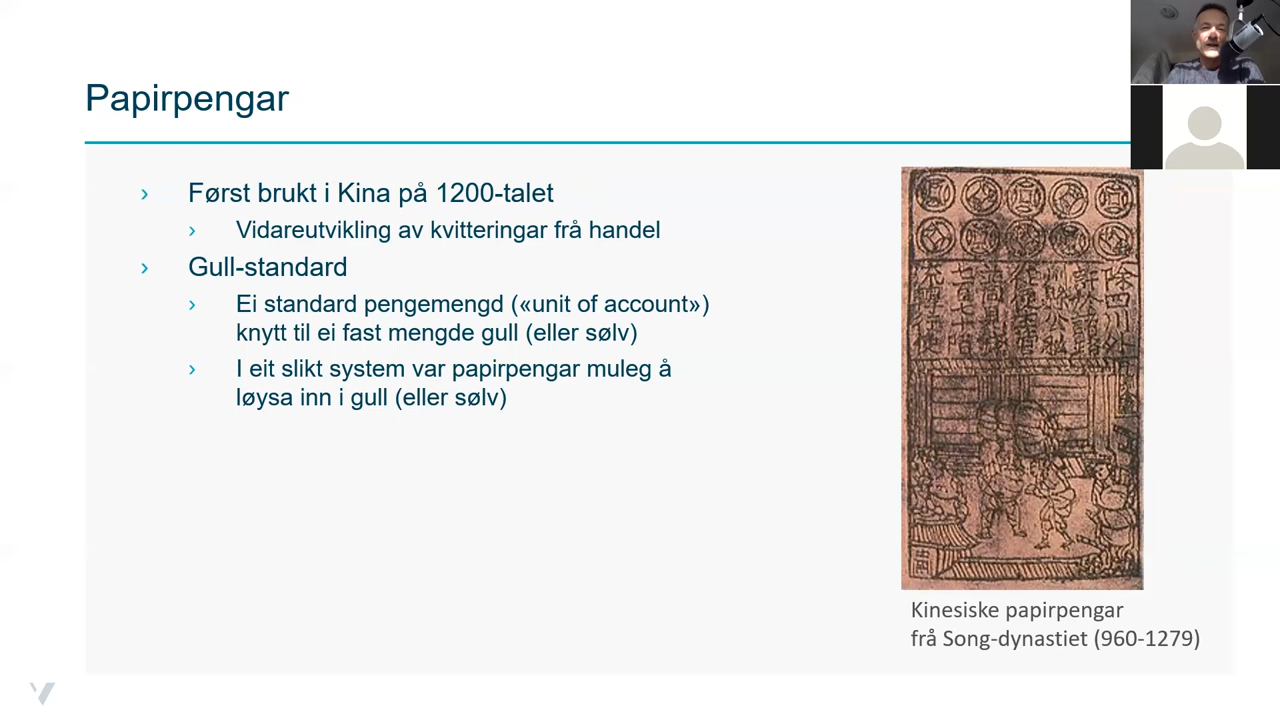 Papirpengar
› Først brukt i Kina på 1200-talet
› Vidareutvikling av kvitteringar frå handel
› Gull-standard
› Ei standard pengemengd («unit of account»)
knytt til ei fast mengde gull (eller sølv)
› I eit slikt system var papirpengar muleg å
løysa inn i gull (eller sølv)
Kinesiske papirpengar
frå Song-dynastiet (960-1279)